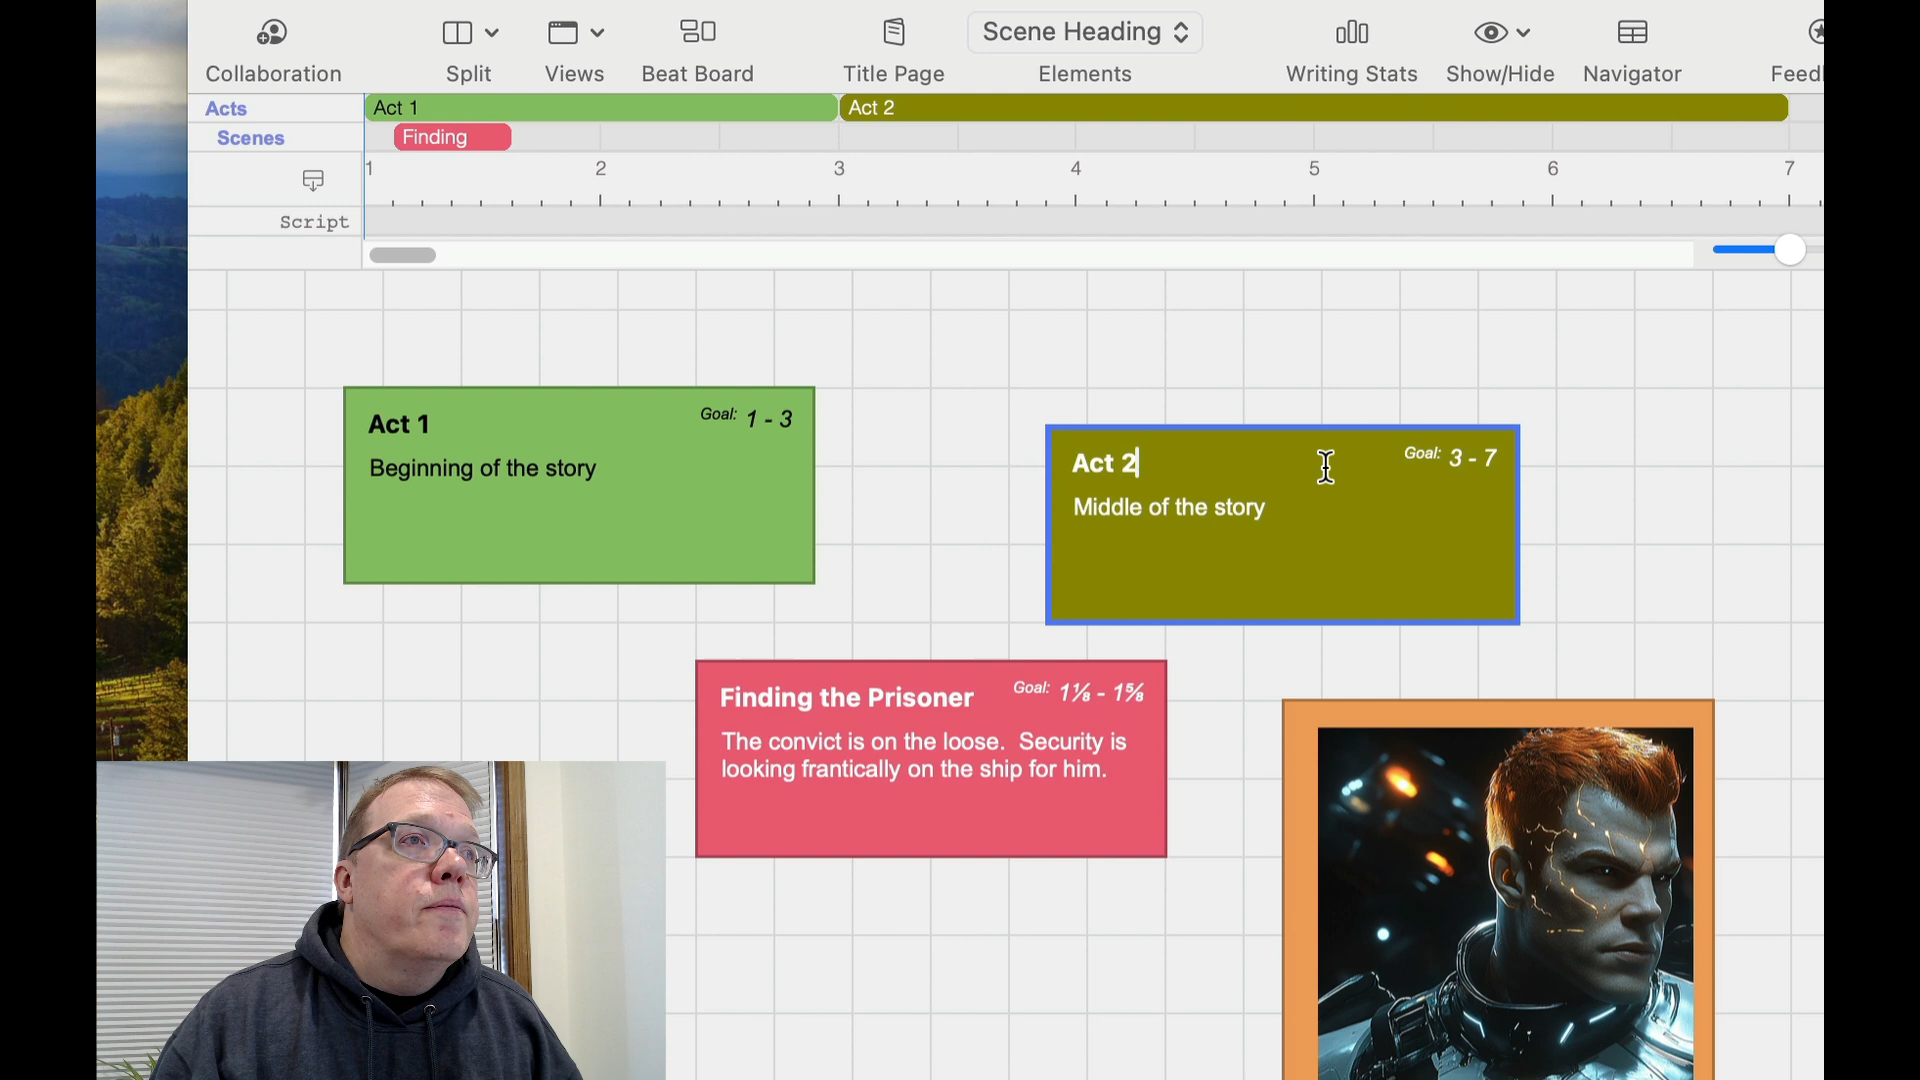 Scene Heading
Collaboration
Split
Views
Beat Board
Title Page
Elements
Writing Stats
Show/Hide
Navigator
Acts
Act 1
Act 2
Scenes
Finding
1
2
3
4
5
6
7
Script
Act 1
Goal: 1 - 3
Beginning of the story
Act 2
Goal: 3 - 7
Middle of the story
Finding the Prisoner
Goal: 1⅛ - 1⅝
The convict is on the loose. Security is
looking frantically on the ship for him.